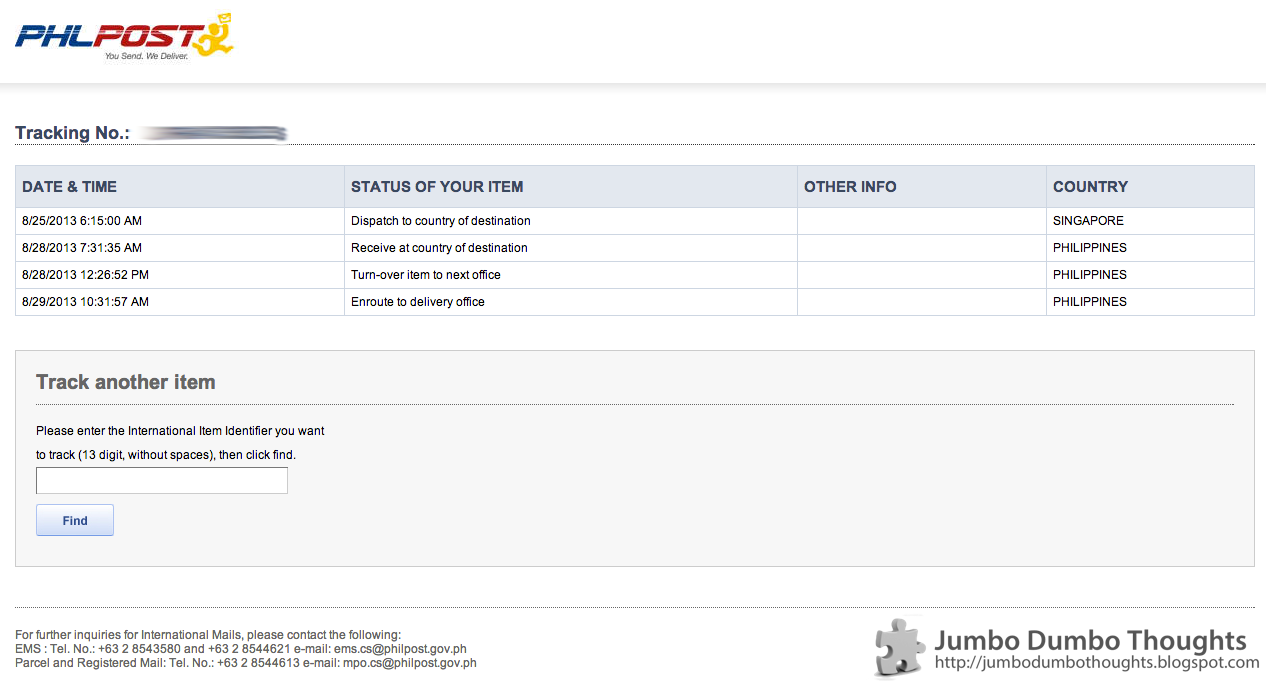 PHLPOST
You Send. We Deliver.
Tracking No.:
DATE & TIME STATUS OF YOUR ITEM OTHER INFO COUNTRY
8/25/2013 6:15:00 AM Dispatch to country of destination SINGAPORE
8/28/2013 7:31:35 AM Receive at country of destination PHILIPPINES
8/28/2013 12:26:52 PM Turn-over item to next office PHILIPPINES
8/29/2013 10:31:57 AM Enroute to delivery office PHILIPPINES
Track another item
Please enter the International Item Identifier you want
to track (13 digit, without spaces), then click find.
Find
For further inquiries for International Mails, please contact the following:
EMS : Tel. No.: +63 2 8543580 and +63 2 8544621 e-mail: ems.cs@philpost.gov.ph
Parcel and Registered Mail: Tel. No.: +63 2 8544613 e-mail: mpo.cs@philpost.gov.ph
Jumbo Dumbo Thoughts
http://jumbodumbothoughts.blogspot.com